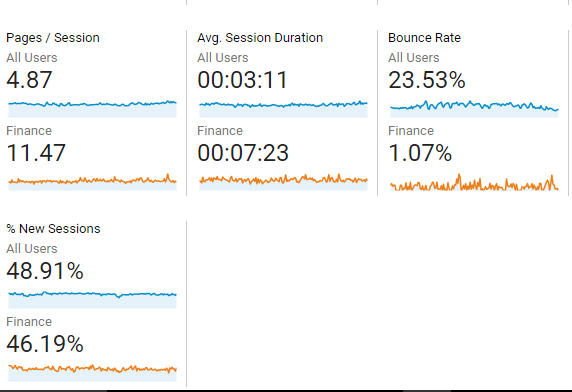 Pages / Session
All Users
4.87
Finance
11.47
Avg. Session Duration
All Users
00:03:11
Finance
00:07:23
Bounce Rate
All Users
23.53%
Finance
1.07%
% New Sessions
All Users
48.91%
Finance
46.19%